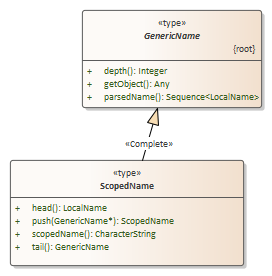 «type»
GenericName
{root}
+ depth(): Integer
+ getObject(): Any
+ parsedName(): Sequence<LocalName>
«Complete»
«type»
ScopedName
+ head(): LocalName
+ push(GenericName*): ScopedName
+ scopedName(): CharacterString
+ tail(): GenericName